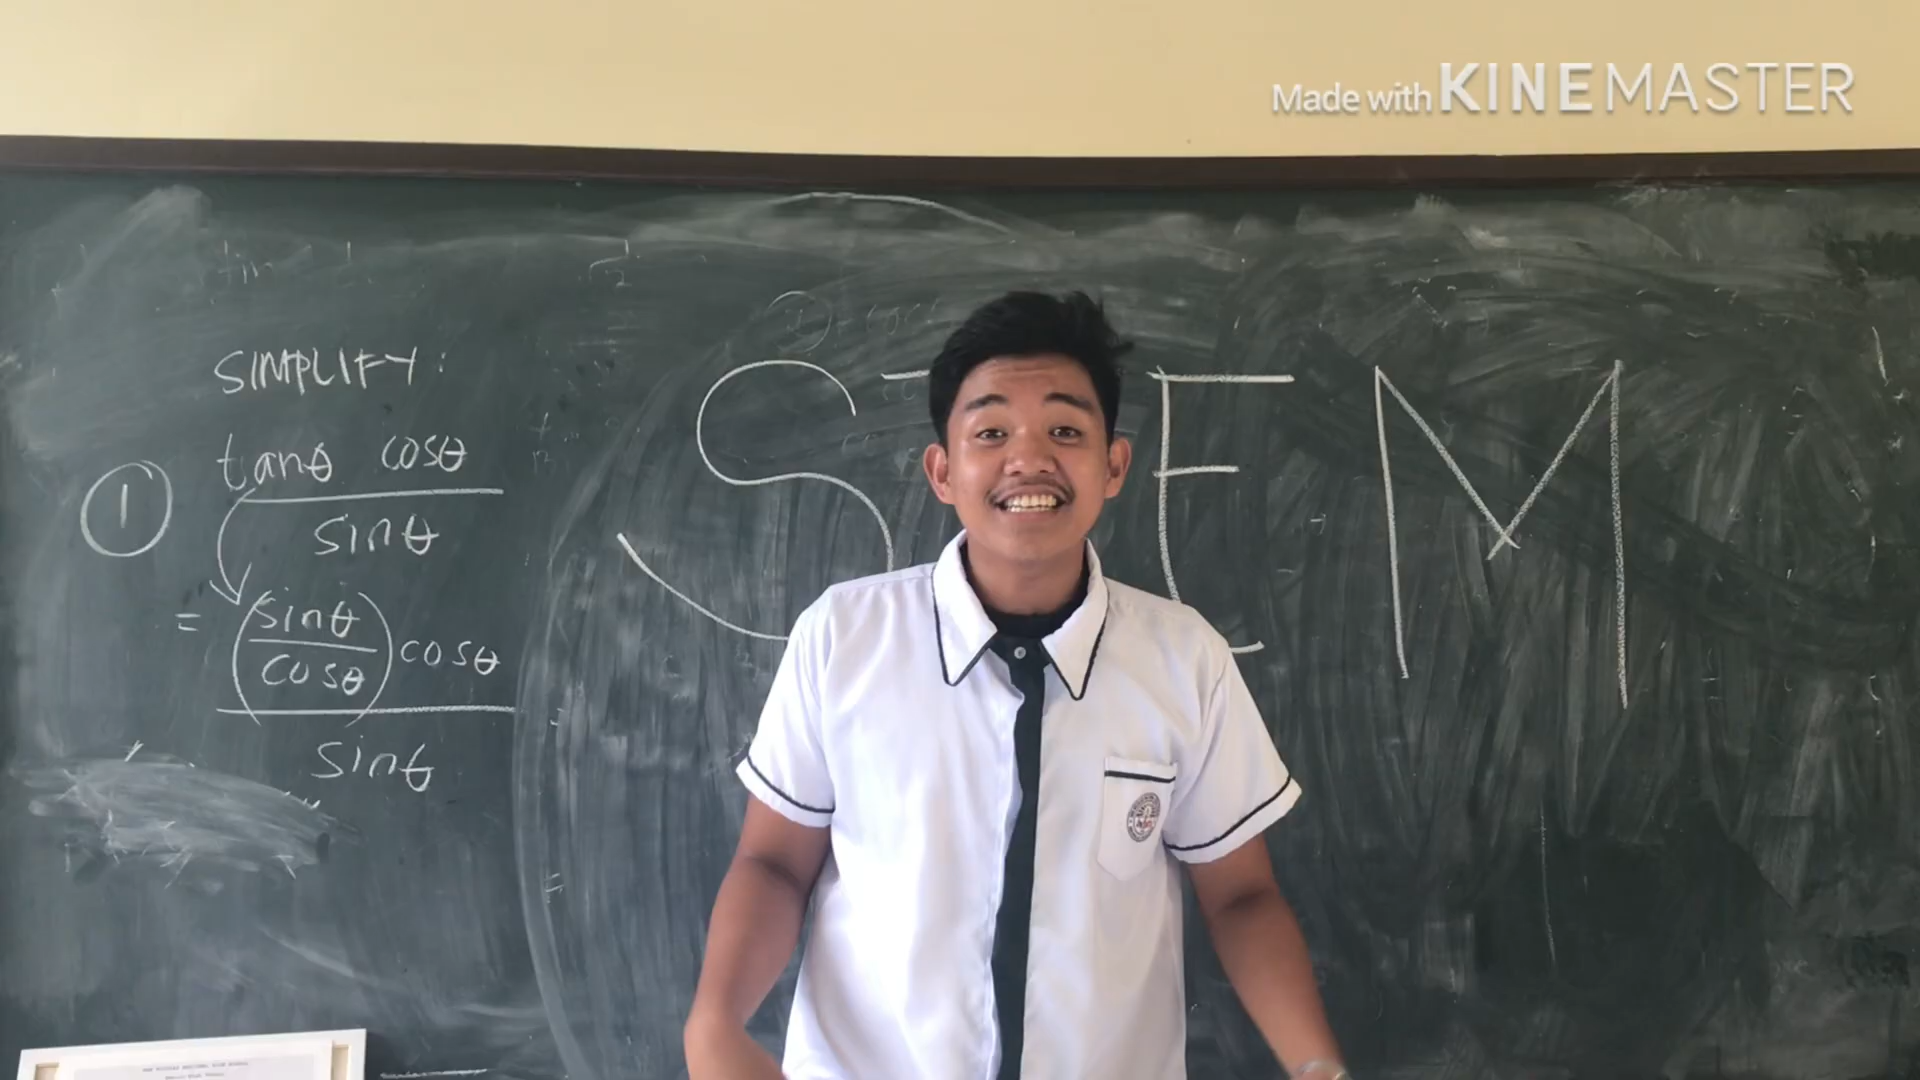 Made with KINEMASTER
SIMPLIFY:
① tanθ cosθ
sinθ
= (sinθ
cosθ) cosθ
sinθ
STEM